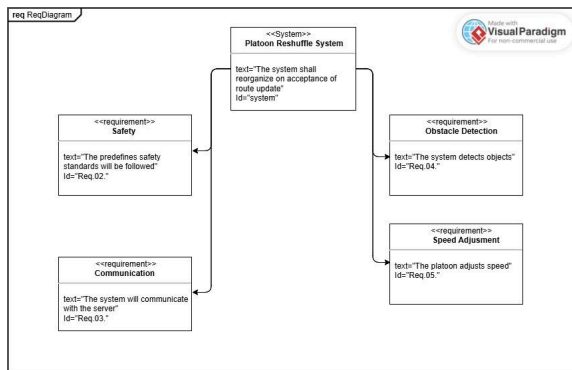 req ReqDiagram
Made with
Visual Paradigm
For non-commercial use
<<System>>
Platoon Reshuffle System
text="The system shall
reorganize on acceptance of
route update"
Id="system"
<<requirement>>
Safety
text="The predefines safety
standards will be followed"
Id="Req.02."
<<requirement>>
Obstacle Detection
text="The system detects objects"
Id="Req.04."
<<requirement>>
Speed Adjusment
text="The platoon adjusts speed"
Id="Req.05."
<<requirement>>
Communication
text="The system will communicate
with the server"
Id="Req.03."